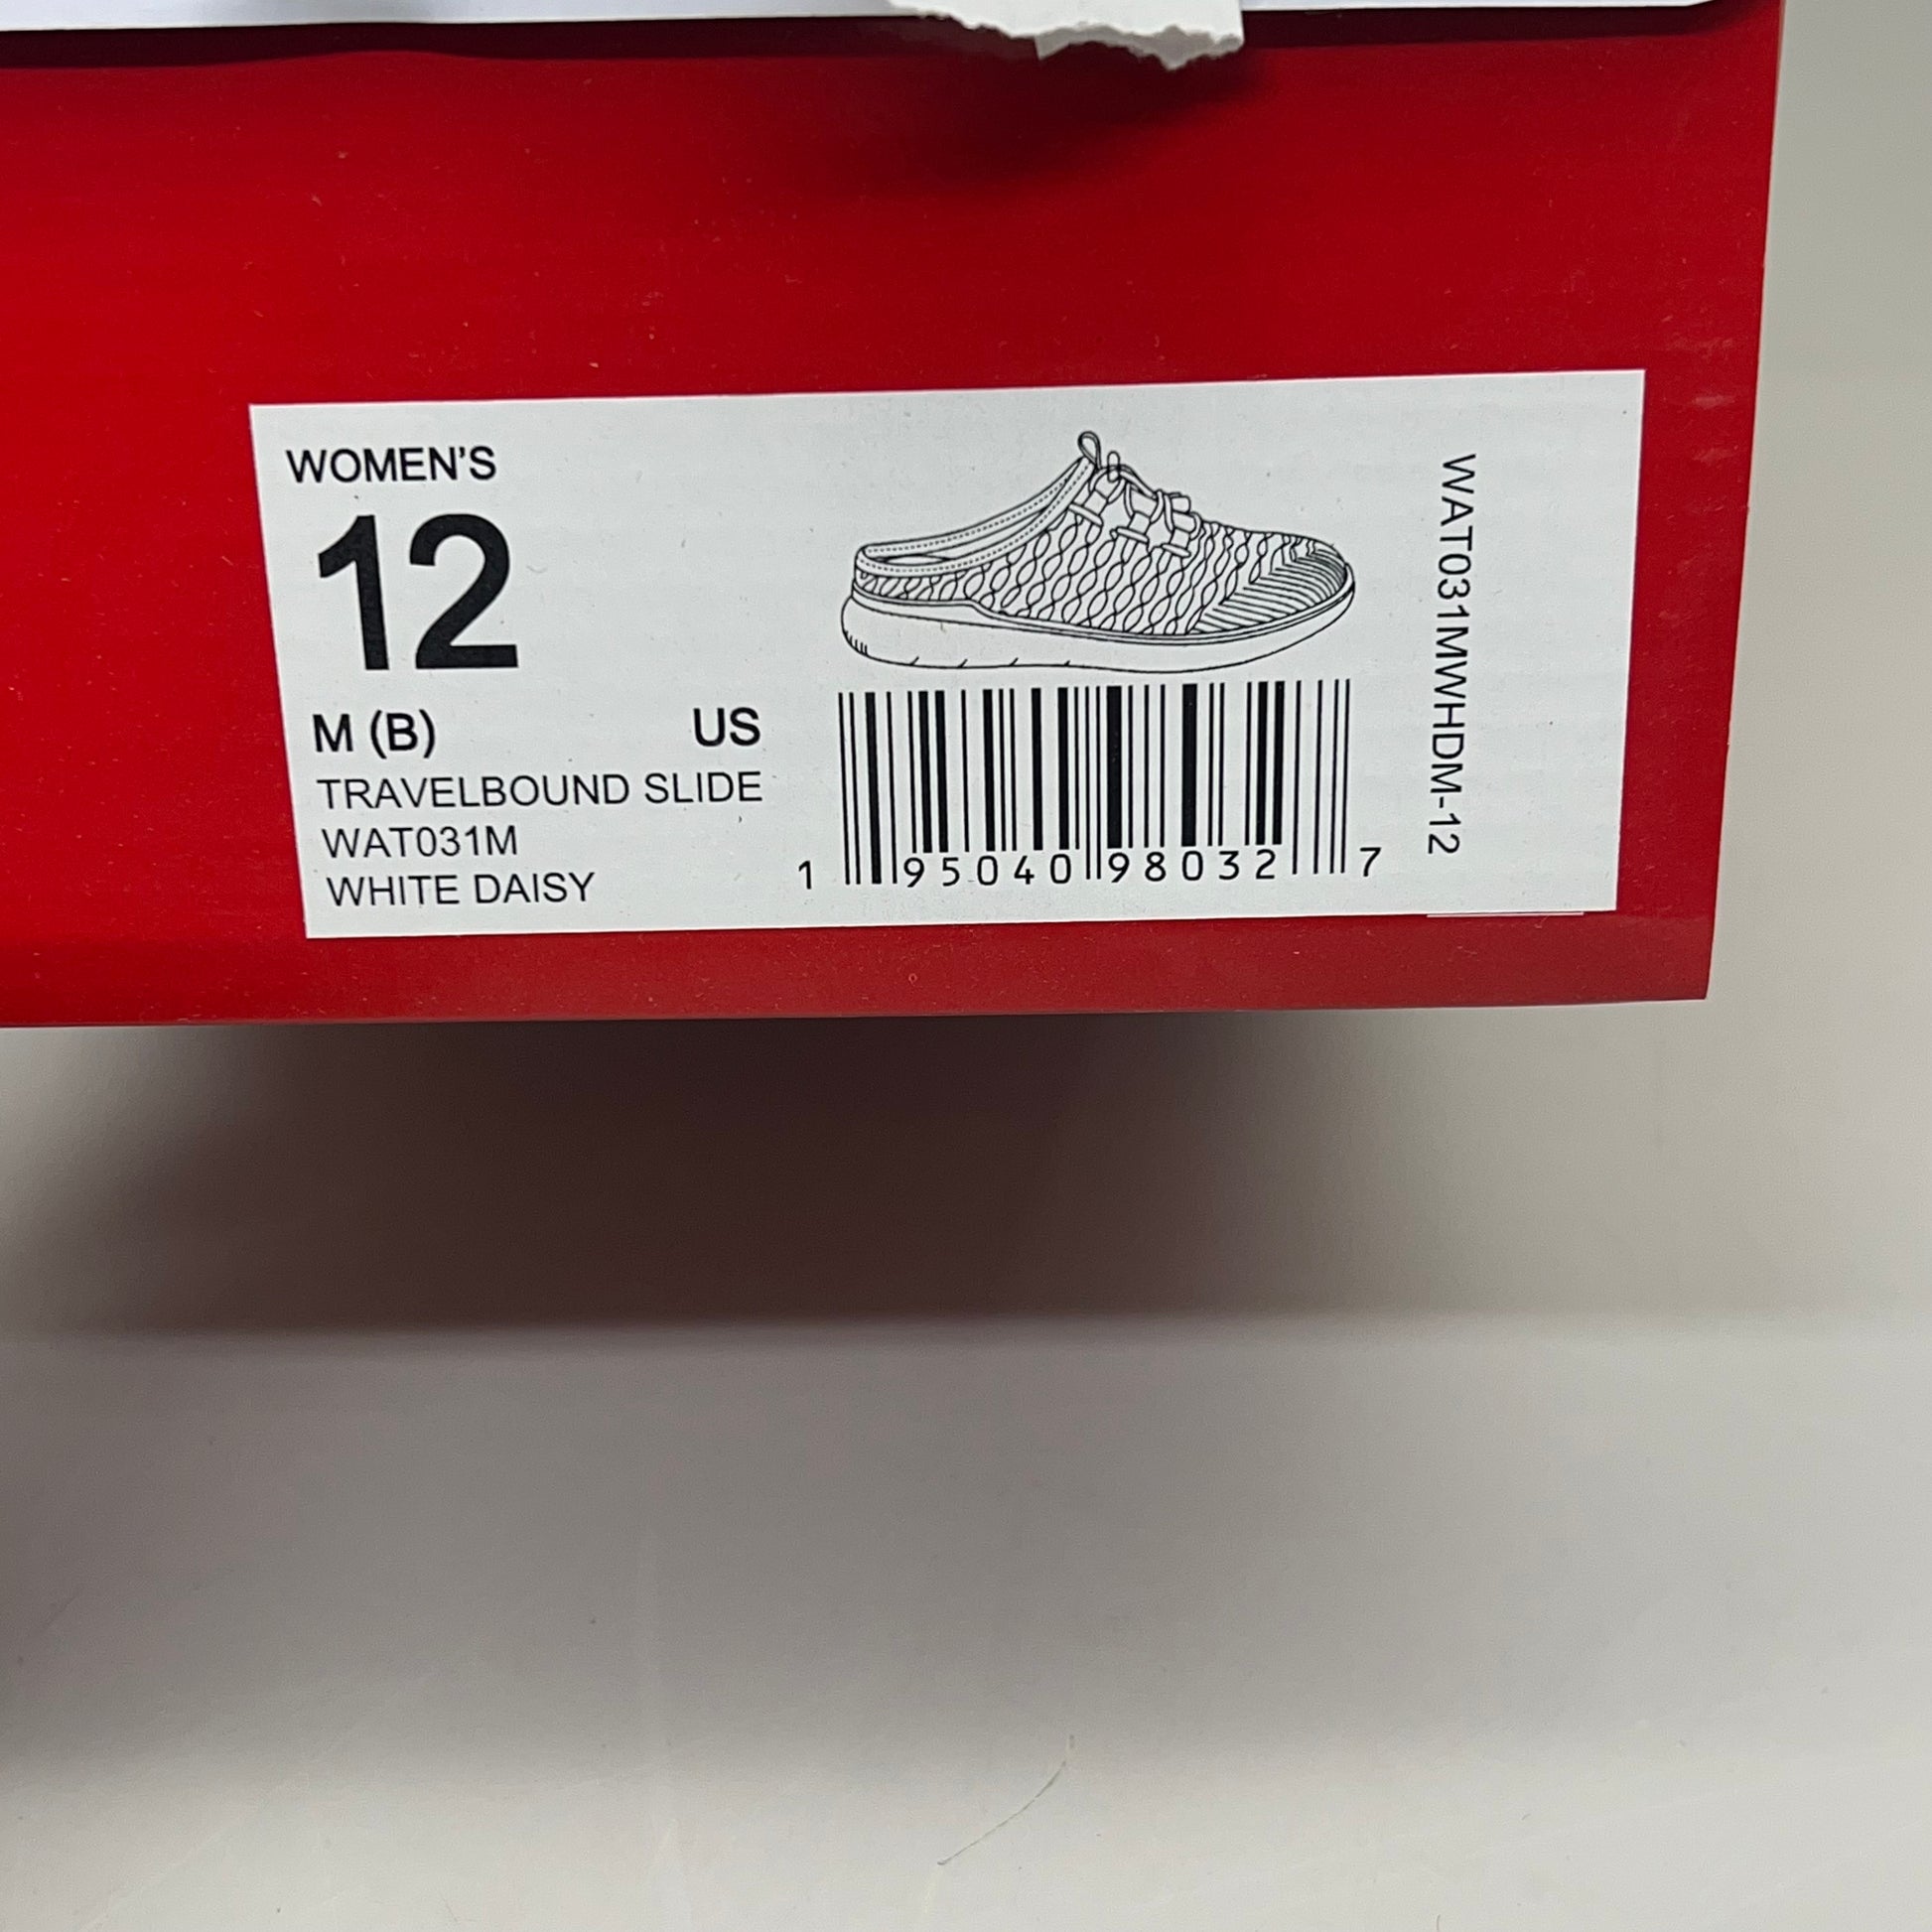 WOMEN'S
12
M (B) US
TRAVELBOUND SLIDE
WAT031M
WHITE DAISY
1 95040 98032 7
WAT031MWHDM-12